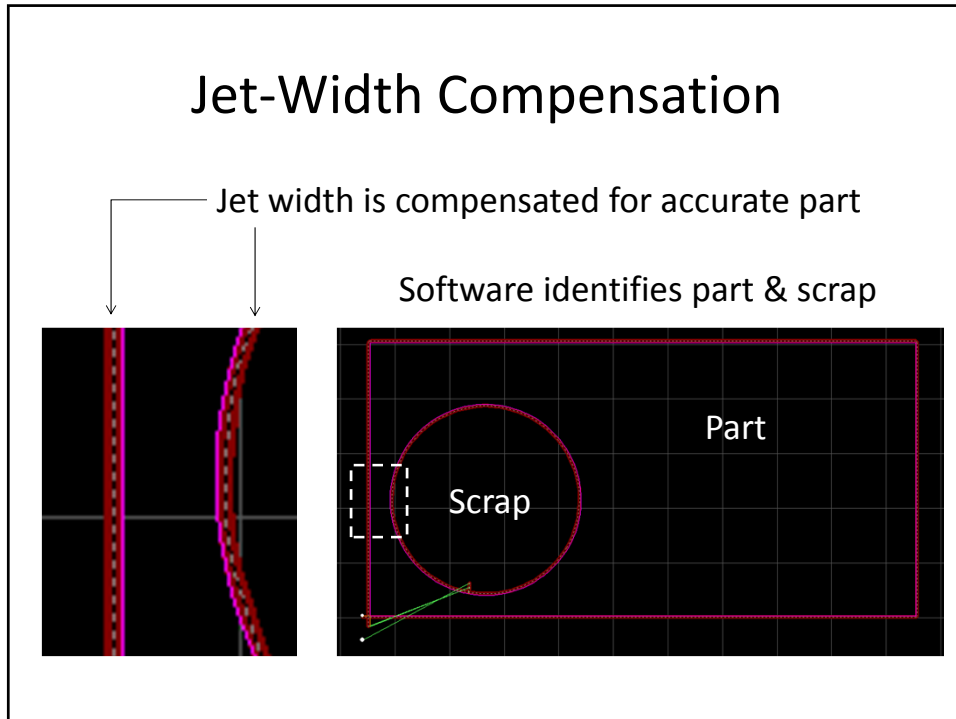 Jet-Width Compensation
Jet width is compensated for accurate part
Software identifies part & scrap
Part
Scrap